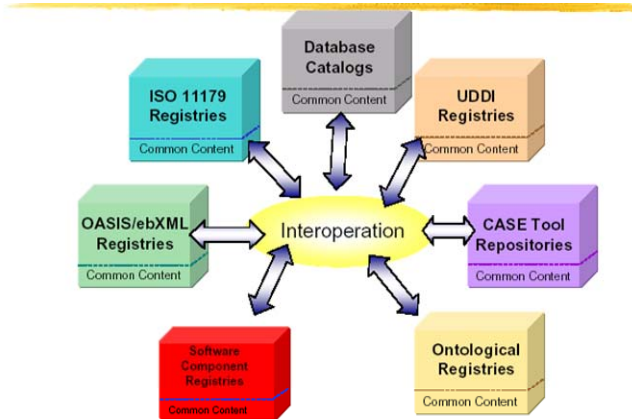 Database
Catalogs
Common Content
ISO 11179
Registries
Common Content
UDDI
Registries
Common Content
OASIS/ebXML
Registries
Common Content
Interoperation
CASE Tool
Repositories
Common Content
Software
Component
Registries
Common Content
Ontological
Registries
Common Content